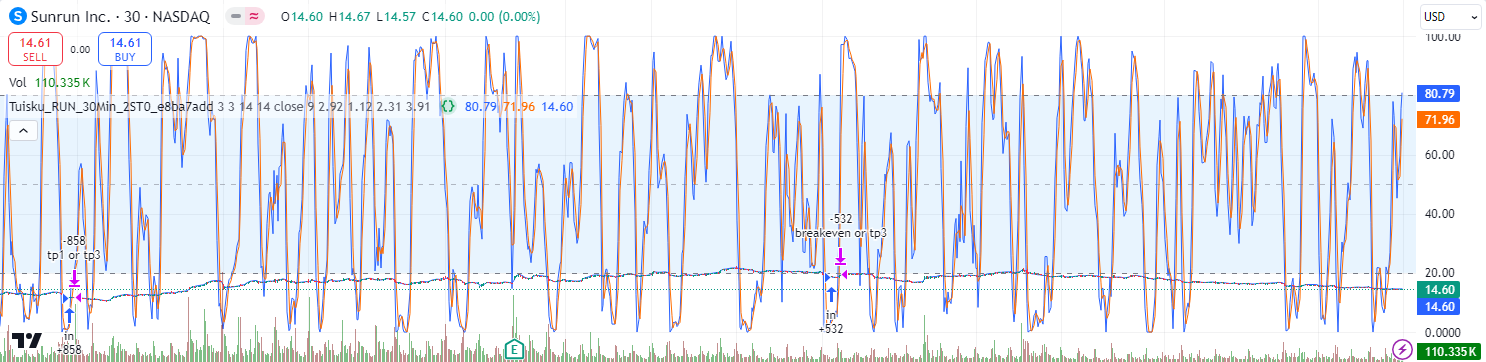 S Sunrun Inc. · 30 · NASDAQ
O14.60 H14.67 L14.57 C14.60 0.00 (0.00%)
USD
14.61
SELL
0.00
14.61
BUY
Vol 110.335 K
Tuisku_RUN_30Min_2ST0_e8ba7add 3 3 14 14 close 9 2.92 1.12 2.31 3.91 80.79 71.96 14.60
100.00
80.79
71.96
60.00
40.00
20.00
14.60
14.60
0.0000
110.335 K
-858
tp1 or tp3
in
+858
-532
breakeven or tp3
in
+532
E